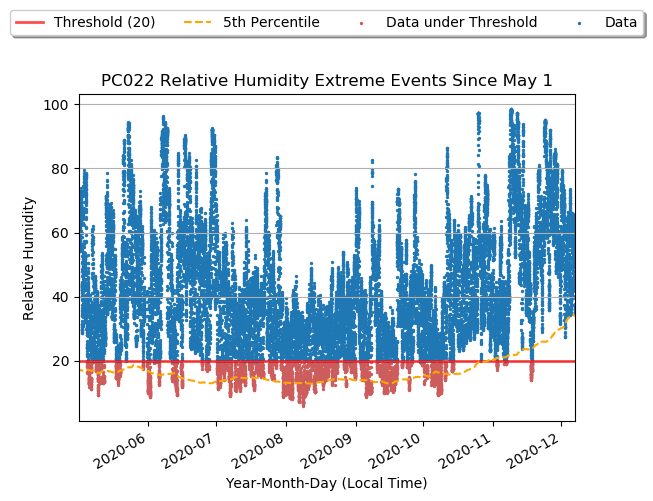 Threshold (20) 5th Percentile Data under Threshold Data
PC022 Relative Humidity Extreme Events Since May 1
100
80
60
40
20
Relative Humidity
2020-06 2020-07 2020-08 2020-09 2020-10 2020-11 2020-12
Year-Month-Day (Local Time)